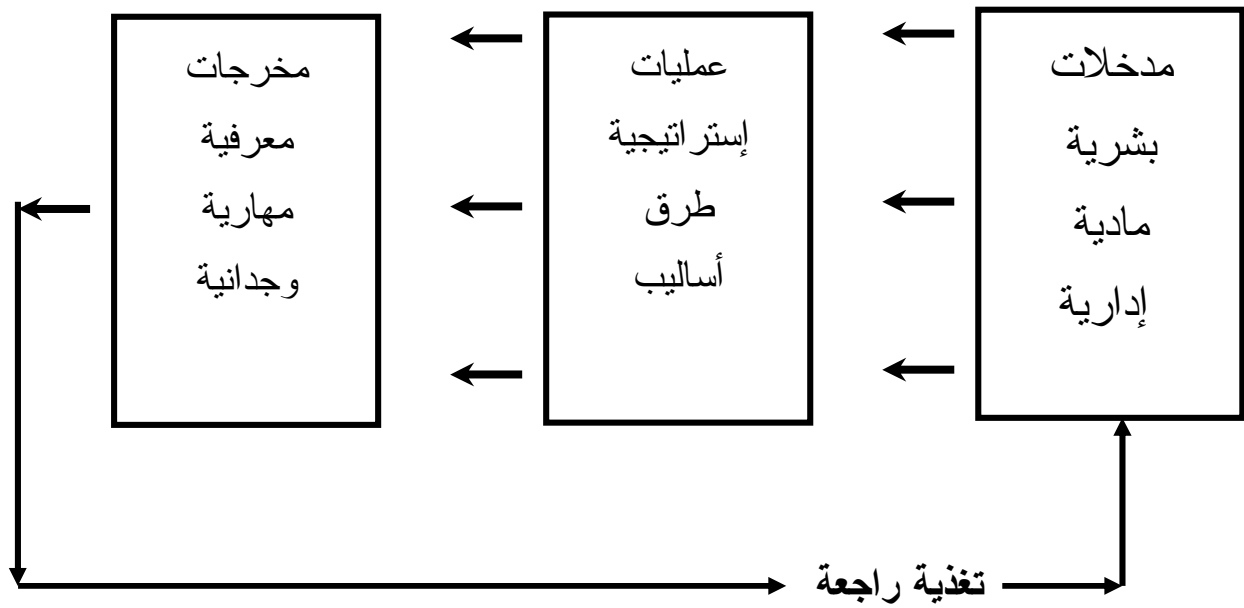 مدخلات
بشرية
مادية
إدارية
عمليات
إستراتيجية
طرق
أساليب
مخرجات
معرفية
مهارية
وجدانية
تغذية راجعة